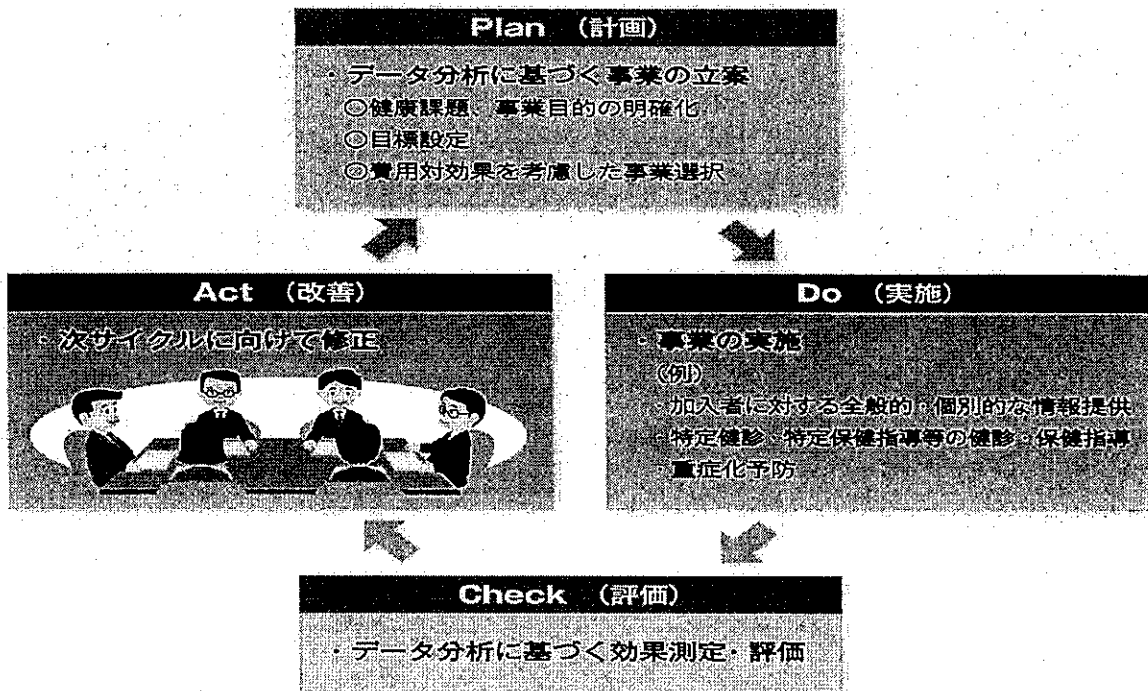 Plan （計画）
・データ分析に基づく事業の立案
○健康課題、事業目的の明確化
○目標設定
○費用対効果を考慮した事業選択
Act （改善）
・次サイクルに向けて修正
Do （実施）
・事業の実施
（例）
・加入者に対する全般的・個別的な情報提供
・特定健診・特定保健指導等の健診・保健指導
・重症化予防
Check （評価）
・データ分析に基づく効果測定・評価